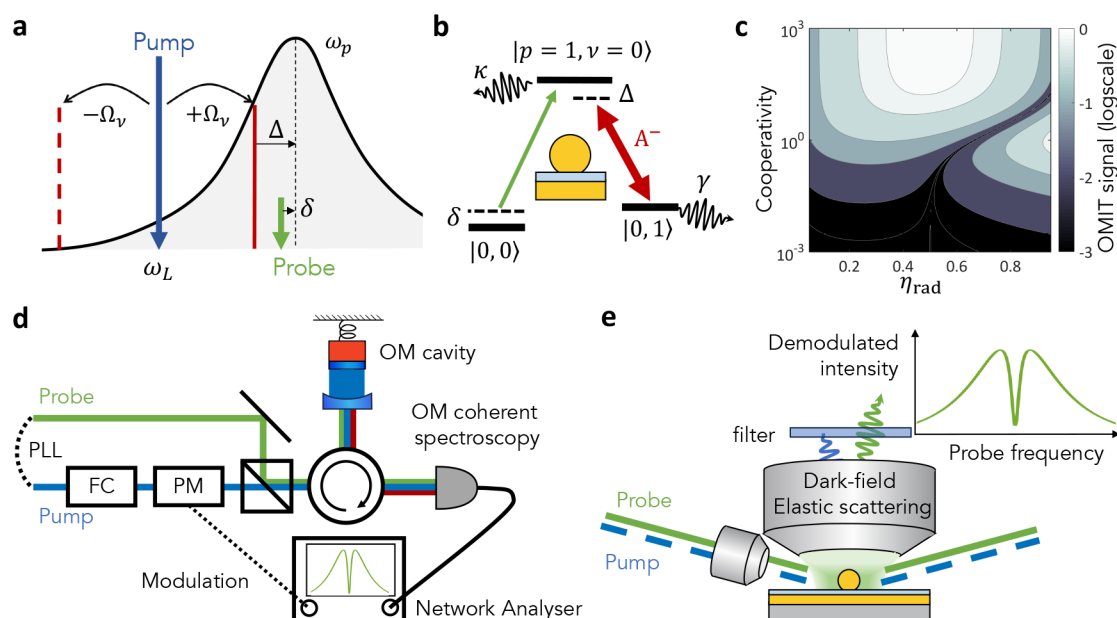 a
Pump
ω_p
−Ω_ν
+Ω_ν
Δ
δ
ω_L
Probe
b
|p = 1, ν = 0⟩
κ
Δ
A⁻
γ
δ
|0, 1⟩
|0, 0⟩
c
10³
10⁰
10⁻³
Cooperativity
0.2
0.4
0.6
0.8
η_rad
0
-1
-2
-3
OMIT signal (logscale)
d
OM cavity
Probe
OM coherent
spectroscopy
PLL
FC
PM
Pump
Modulation
Network Analyser
e
Demodulated
intensity
filter
Probe frequency
Dark-field
Elastic scattering
Probe
Pump